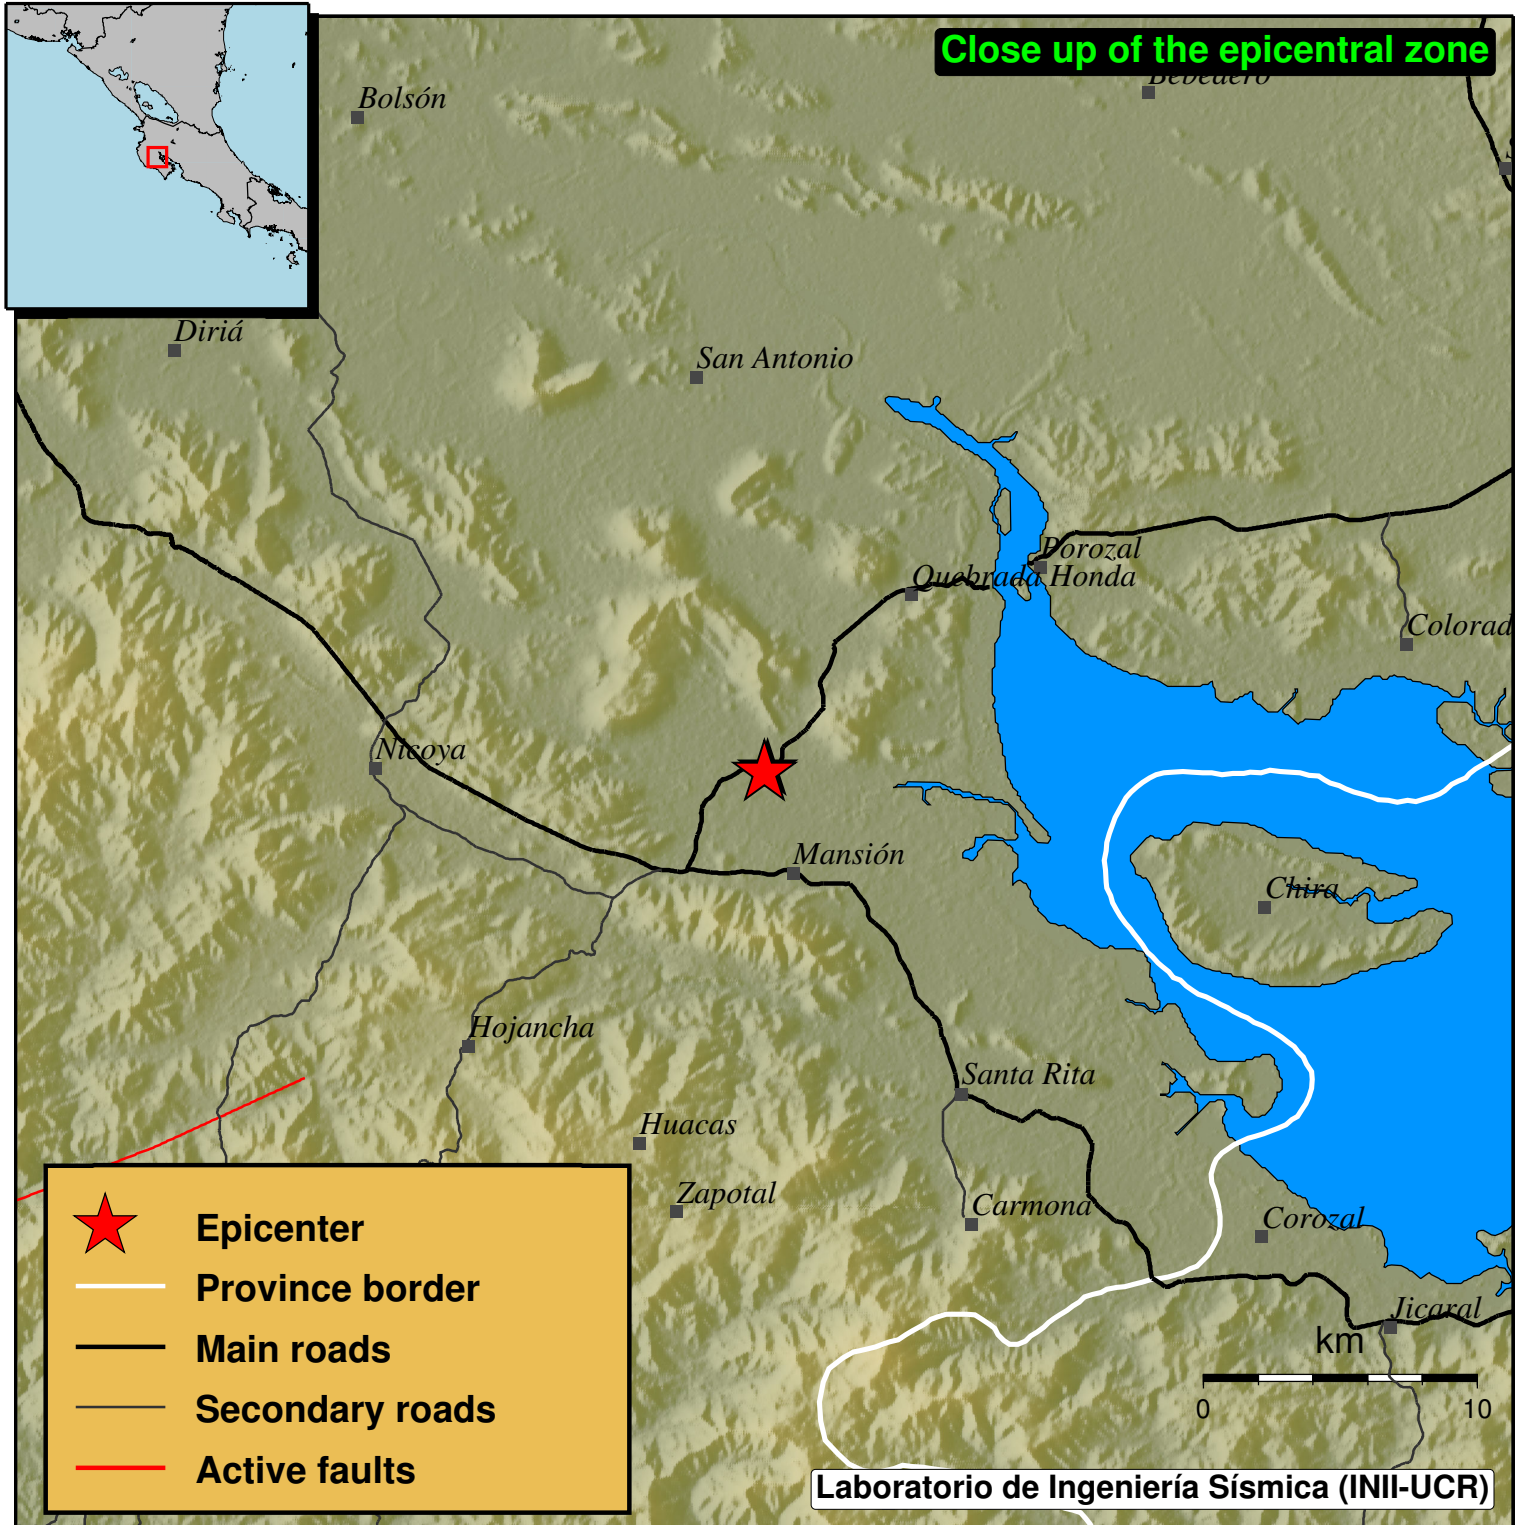 Close up of the epicentral zone
Bebedero
Bolsón
Diriá
San Antonio
Porozal
Quebrada Honda
Colorad
Nicoya
Mansión
Chira
Hojancha
Santa Rita
Huacas
Zapotal
Carmona
Corozal
Jicaral
km
0 10
Epicenter
Province border
Main roads
Secondary roads
Active faults
Laboratorio de Ingeniería Sísmica (INII-UCR)